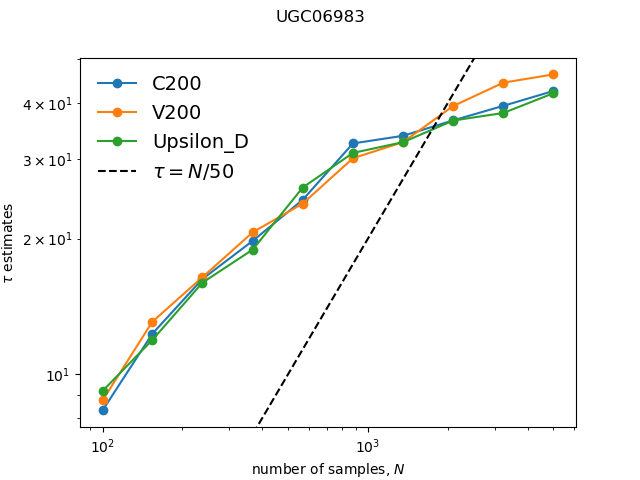 UGC06983
C200
V200
Upsilon_D
τ = N/50
τ estimates
4 × 10¹
3 × 10¹
2 × 10¹
10¹
10² 10³
number of samples, N